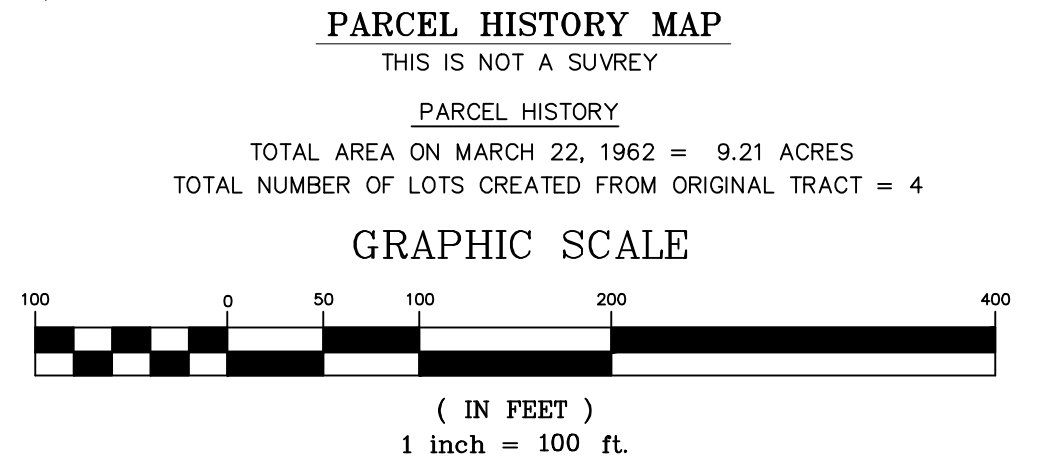 PARCEL HISTORY MAP
THIS IS NOT A SUVREY
PARCEL HISTORY
TOTAL AREA ON MARCH 22, 1962 = 9.21 ACRES
TOTAL NUMBER OF LOTS CREATED FROM ORIGINAL TRACT = 4
GRAPHIC SCALE
100 0 50 100 200 400
( IN FEET )
1 inch = 100 ft.